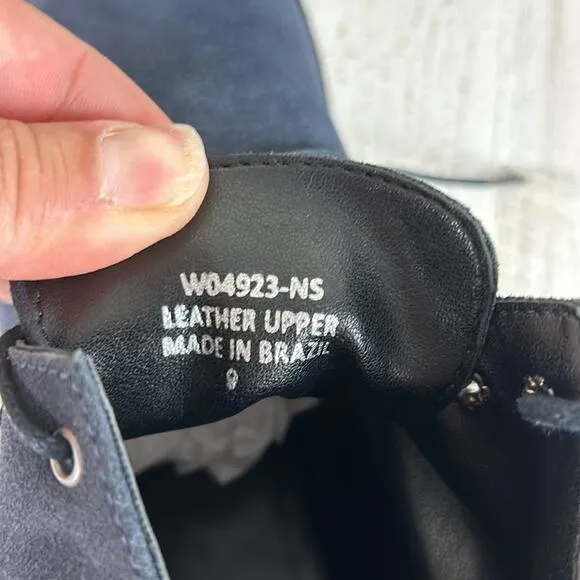 W04923-NS
LEATHER UPPER
MADE IN BRAZIL
9